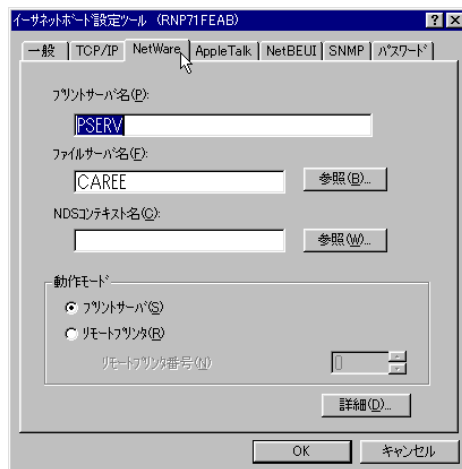 イーサネットボード設定ツール (RNP71FEAB)
一般 TCP/IP NetWare AppleTalk NetBEUI SNMP パスワード
プリントサーバ名(P):
PSERV
ファイルサーバ名(F):
CAREE 参照(B)...
NDSコンテキスト名(C):
参照(W)...
動作モード
プリントサーバ(S)
リモートプリンタ(R)
リモートプリンタ番号(N) 0
詳細(D)...
OK キャンセル